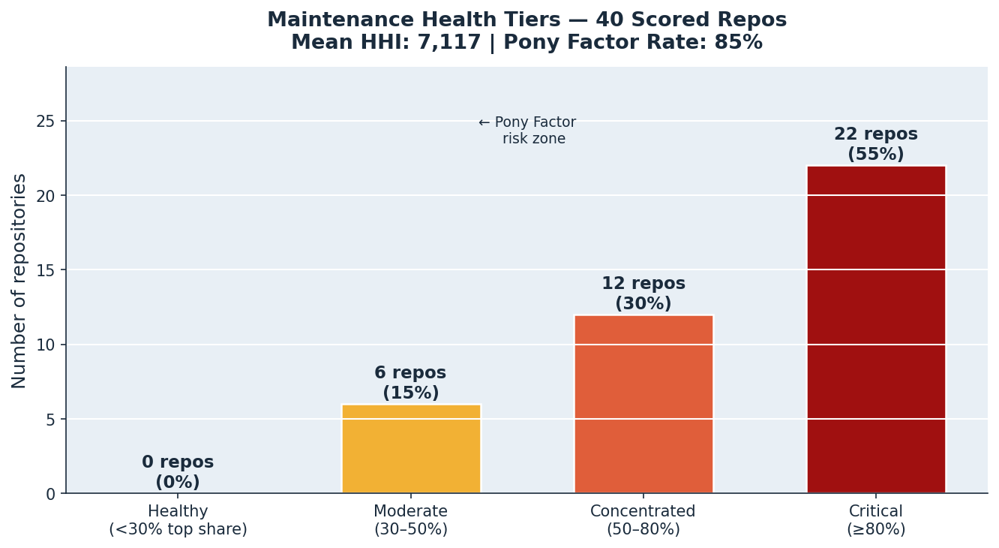 Maintenance Health Tiers — 40 Scored Repos
Mean HHI: 7,117 | Pony Factor Rate: 85%
Number of repositories
25
20
15
10
5
0
← Pony Factor
risk zone
0 repos
(0%)
6 repos
(15%)
12 repos
(30%)
22 repos
(55%)
Healthy
(<30% top share)
Moderate
(30–50%)
Concentrated
(50–80%)
Critical
(≥80%)